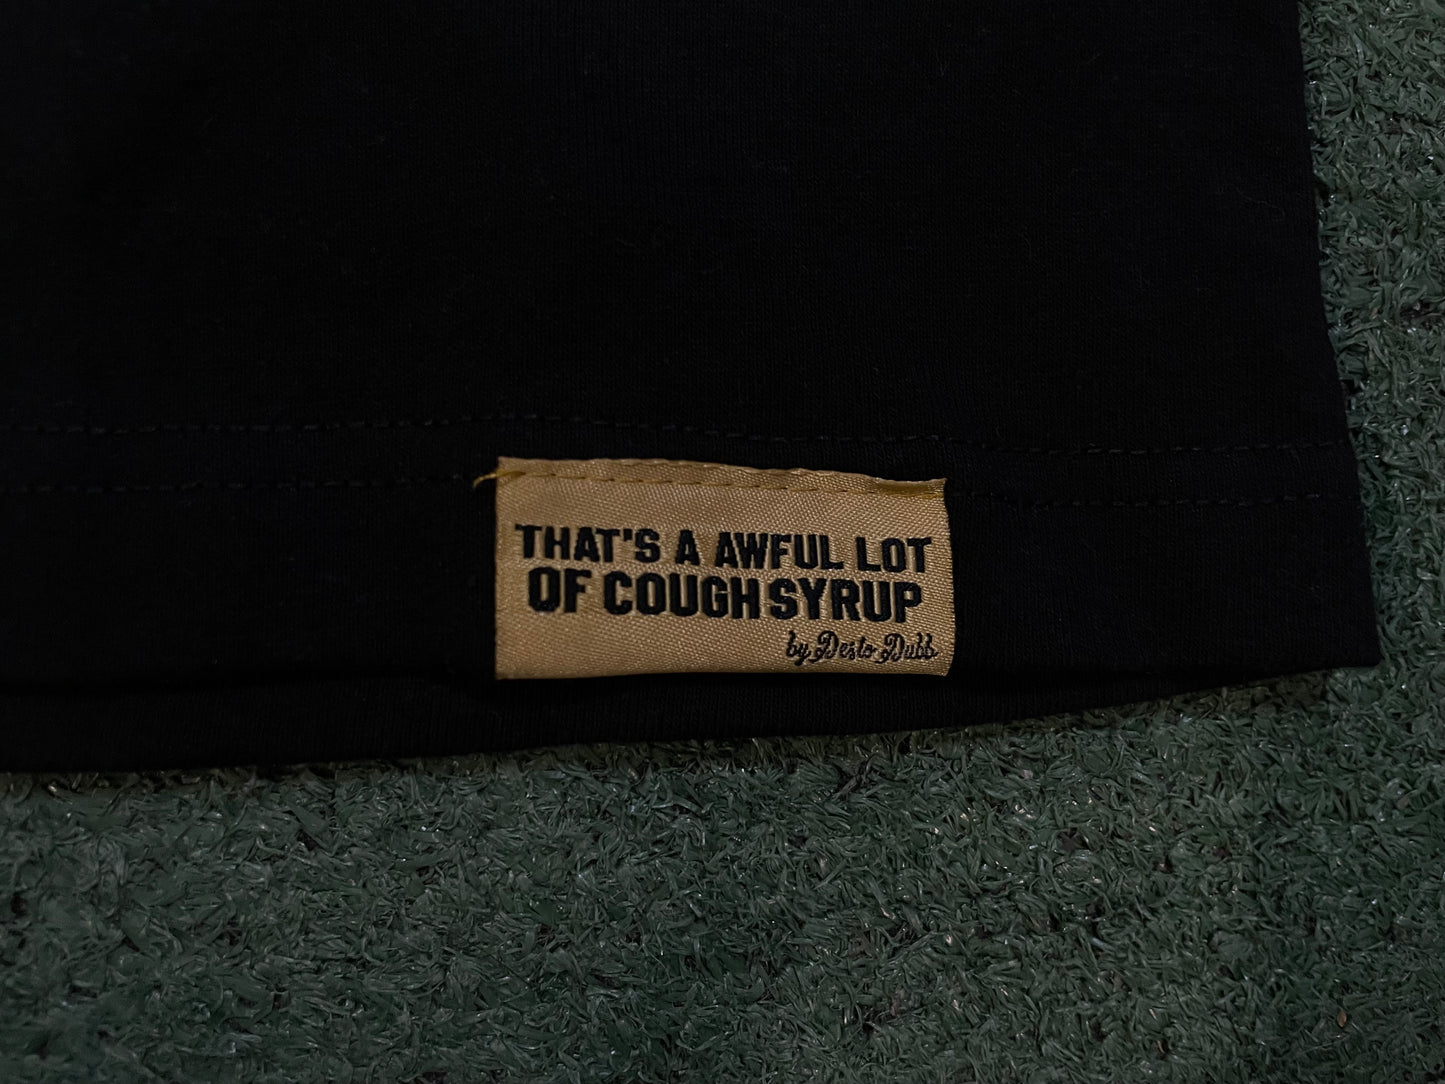 THAT'S A AWFUL LOT
OF COUGH SYRUP
by Desto Dubb